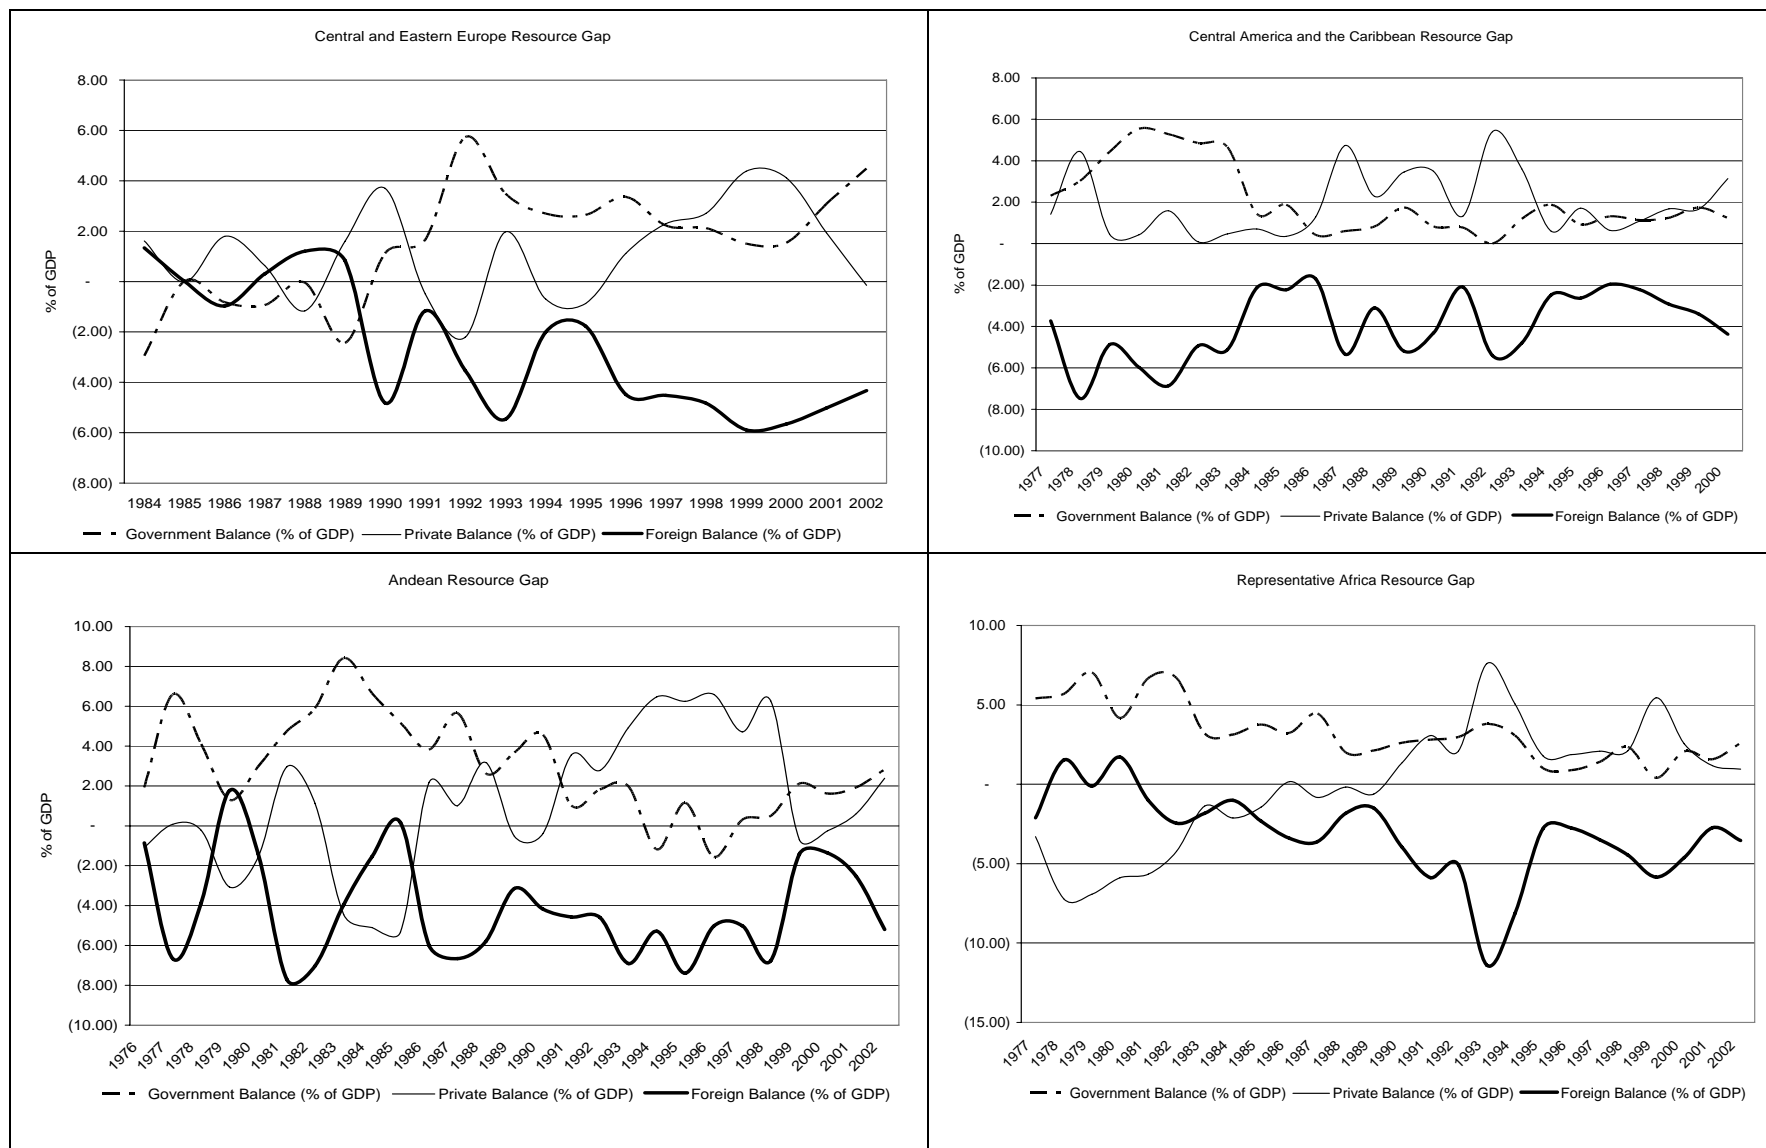 Central and Eastern Europe Resource Gap
8.00
6.00
4.00
2.00
-
(2.00)
(4.00)
(6.00)
(8.00)
% of GDP
1984 1985 1986 1987 1988 1989 1990 1991 1992 1993 1994 1995 1996 1997 1998 1999 2000 2001 2002
Government Balance (% of GDP) Private Balance (% of GDP) Foreign Balance (% of GDP)
Central America and the Caribbean Resource Gap
8.00
6.00
4.00
2.00
-
(2.00)
(4.00)
(6.00)
(8.00)
(10.00)
% of GDP
1977 1978 1979 1980 1981 1982 1983 1984 1985 1986 1987 1988 1989 1990 1991 1992 1993 1994 1995 1996 1997 1998 1999 2000
Government Balance (% of GDP) Private Balance (% of GDP) Foreign Balance (% of GDP)
Andean Resource Gap
10.00
8.00
6.00
4.00
2.00
-
(2.00)
(4.00)
(6.00)
(8.00)
(10.00)
% of GDP
1976 1977 1978 1979 1980 1981 1982 1983 1984 1985 1986 1987 1988 1989 1990 1991 1992 1993 1994 1995 1996 1997 1998 1999 2000 2001 2002
Government Balance (% of GDP) Private Balance (% of GDP) Foreign Balance (% of GDP)
Representative Africa Resource Gap
10.00
5.00
-
(5.00)
(10.00)
(15.00)
1977 1978 1979 1980 1981 1982 1983 1984 1985 1986 1987 1988 1989 1990 1991 1992 1993 1994 1995 1996 1997 1998 1999 2000 2001 2002
Government Balance (% of GDP) Private Balance (% of GDP) Foreign Balance (% of GDP)